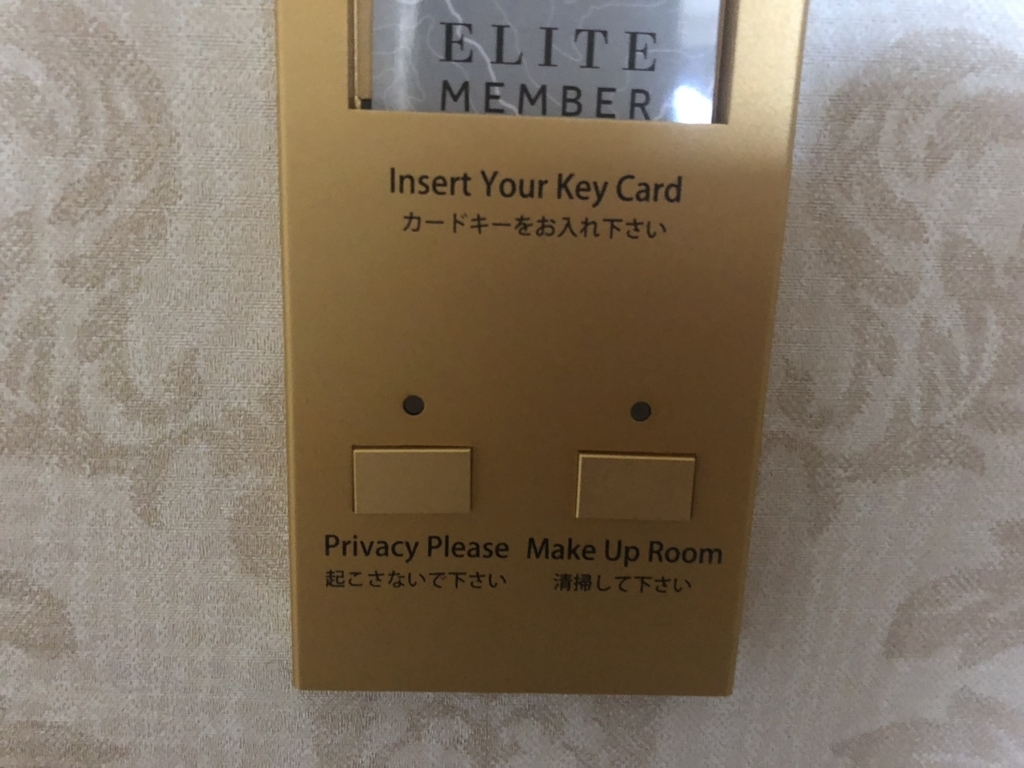 ELITE
MEMBER
Insert Your Key Card
カードキーをお入れ下さい
Privacy Please Make Up Room
起こさないで下さい 清掃して下さい